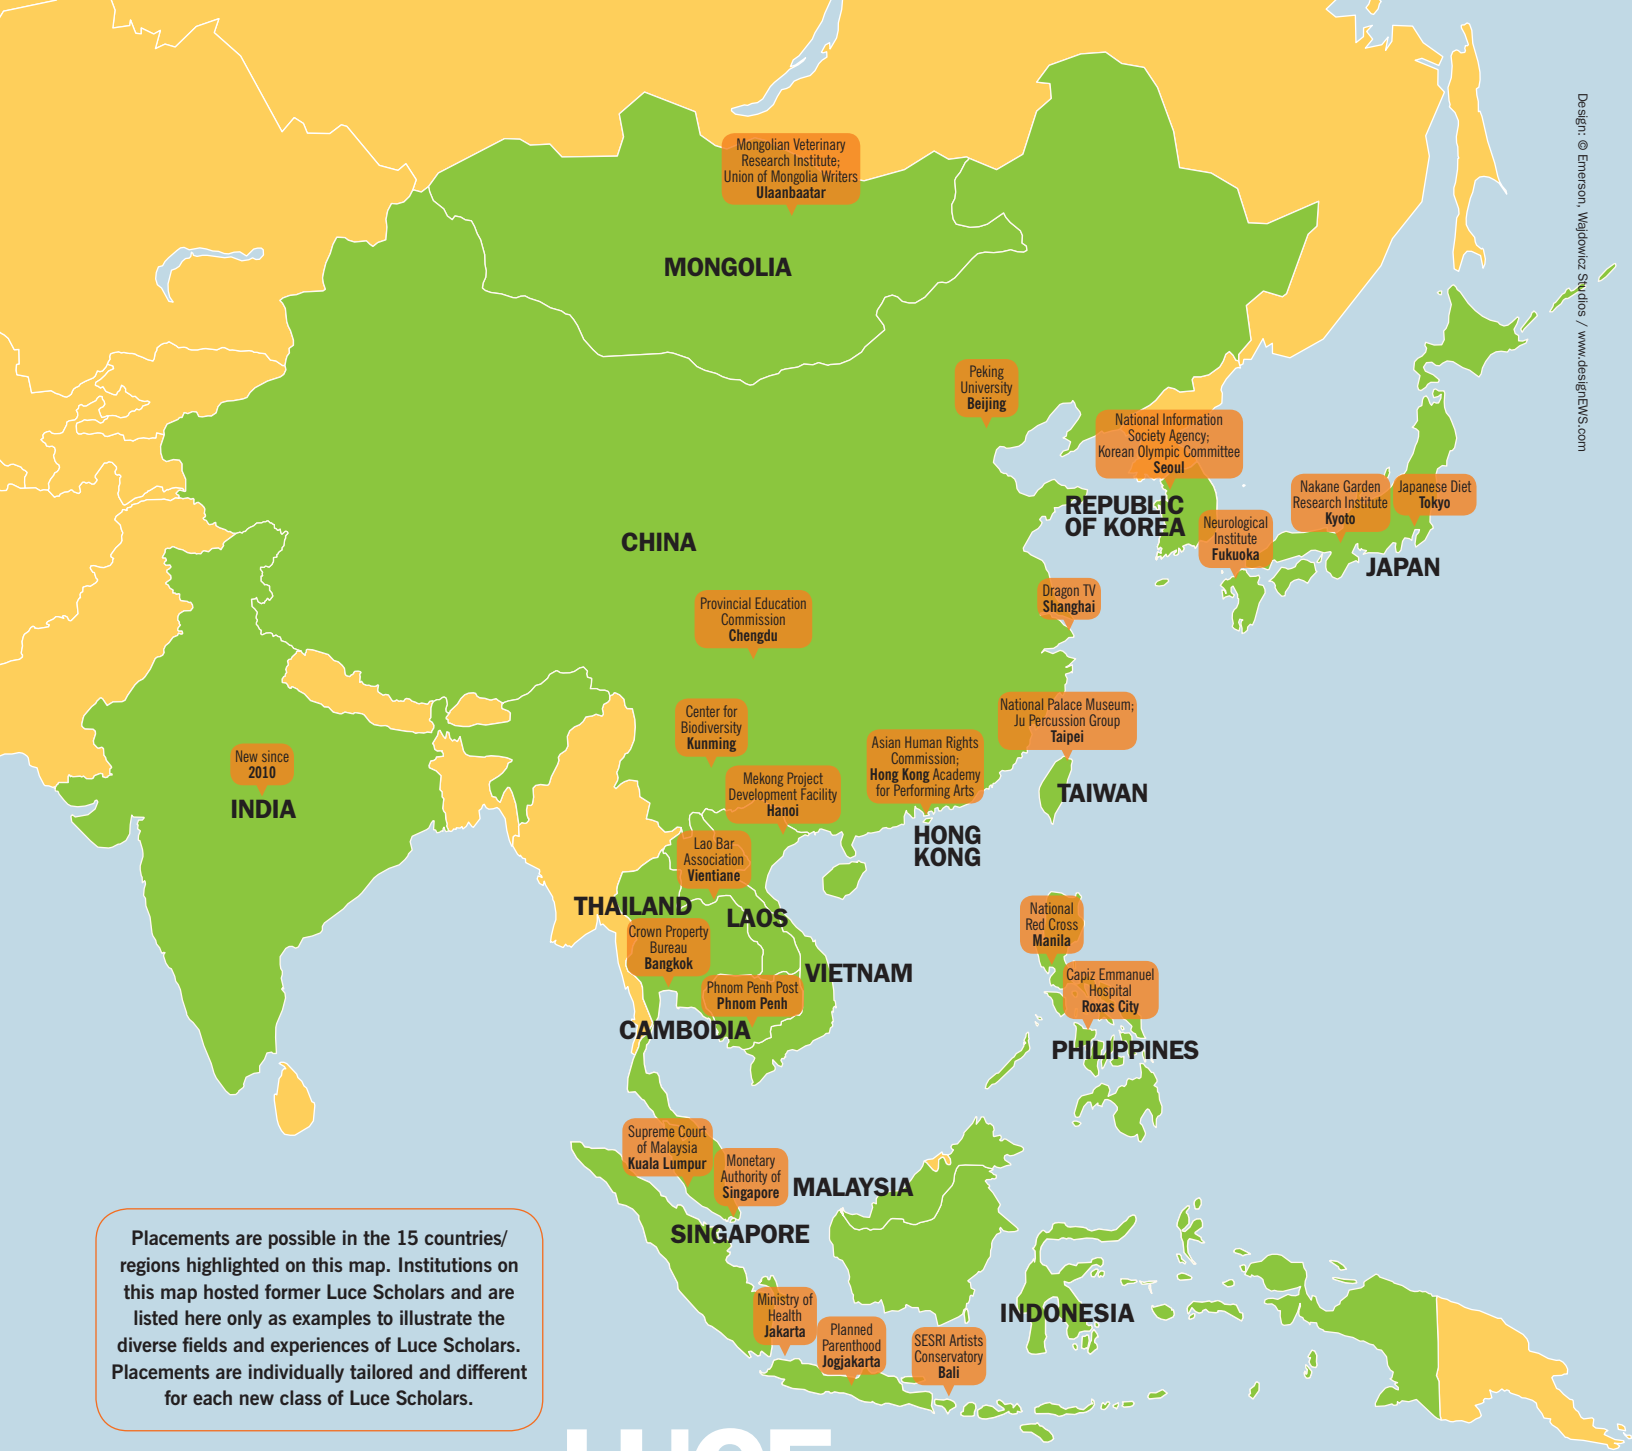 Design: © Emerson, Wajdowicz Studios / www.designEWS.com
Mongolian Veterinary
Research Institute;
Union of Mongolia Writers
Ulaanbaatar
MONGOLIA
Peking
University
Beijing
National Information
Society Agency;
Korean Olympic Committee
Seoul
REPUBLIC
OF KOREA
Nakane Garden
Research Institute
Kyoto
Japanese Diet
Tokyo
Neurological
Institute
Fukuoka
JAPAN
CHINA
Dragon TV
Shanghai
Provincial Education
Commission
Chengdu
Center for
Biodiversity
Kunming
National Palace Museum;
Ju Percussion Group
Taipei
TAIWAN
Asian Human Rights
Commission;
Hong Kong Academy
for Performing Arts
HONG
KONG
New since
2010
INDIA
Mekong Project
Development Facility
Hanoi
Lao Bar
Association
Vientiane
THAILAND
LAOS
Crown Property
Bureau
Bangkok
VIETNAM
Phnom Penh Post
Phnom Penh
CAMBODIA
National
Red Cross
Manila
Capiz Emmanuel
Hospital
Roxas City
PHILIPPINES
Supreme Court
of Malaysia
Kuala Lumpur
Monetary
Authority of
Singapore
MALAYSIA
SINGAPORE
Ministry of
Health
Jakarta
Planned
Parenthood
Jogjakarta
SESRI Artists
Conservatory
Bali
INDONESIA
Placements are possible in the 15 countries/
regions highlighted on this map. Institutions on
this map hosted former Luce Scholars and are
listed here only as examples to illustrate the
diverse fields and experiences of Luce Scholars.
Placements are individually tailored and different
for each new class of Luce Scholars.
LUCE